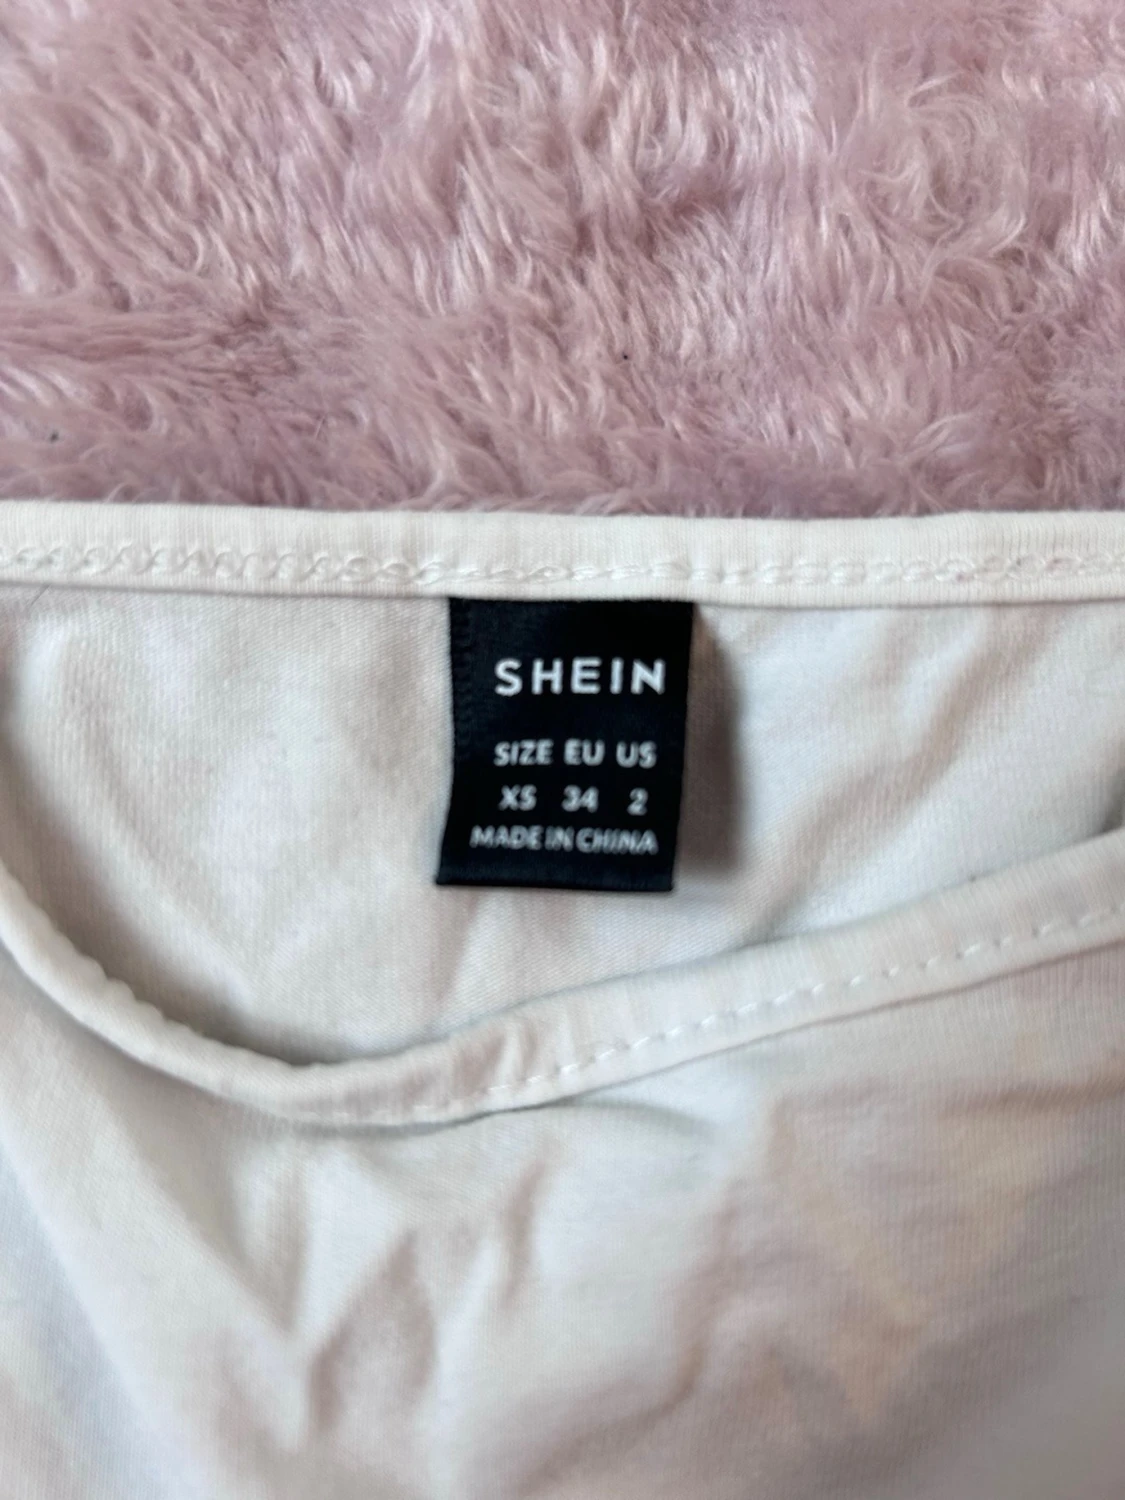 SHEIN
SIZE EU US
XS 34 2
MADE IN CHINA